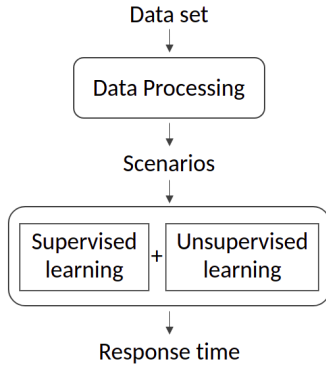 Data set
Data Processing
Scenarios
Supervised
learning
+
Unsupervised
learning
Response time